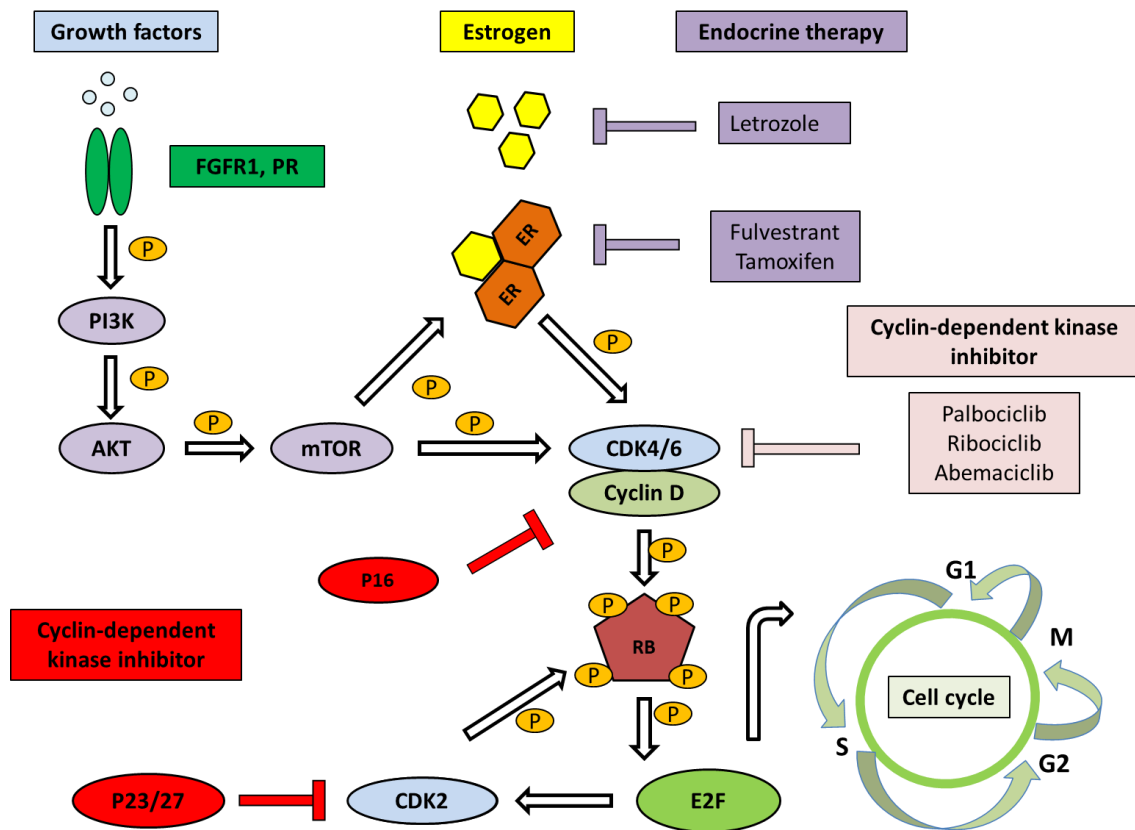 Growth factors
Estrogen
Endocrine therapy
Letrozole
FGFR1, PR
P
ER
ER
Fulvestrant
Tamoxifen
PI3K
P
P
Cyclin-dependent kinase
inhibitor
P
P
P
AKT
mTOR
CDK4/6
Cyclin D
Palbociclib
Ribociclib
Abemaciclib
P
P16
G1
P
P
RB
P
P
M
Cyclin-dependent
kinase inhibitor
P
P
Cell cycle
S
G2
P23/27
CDK2
E2F